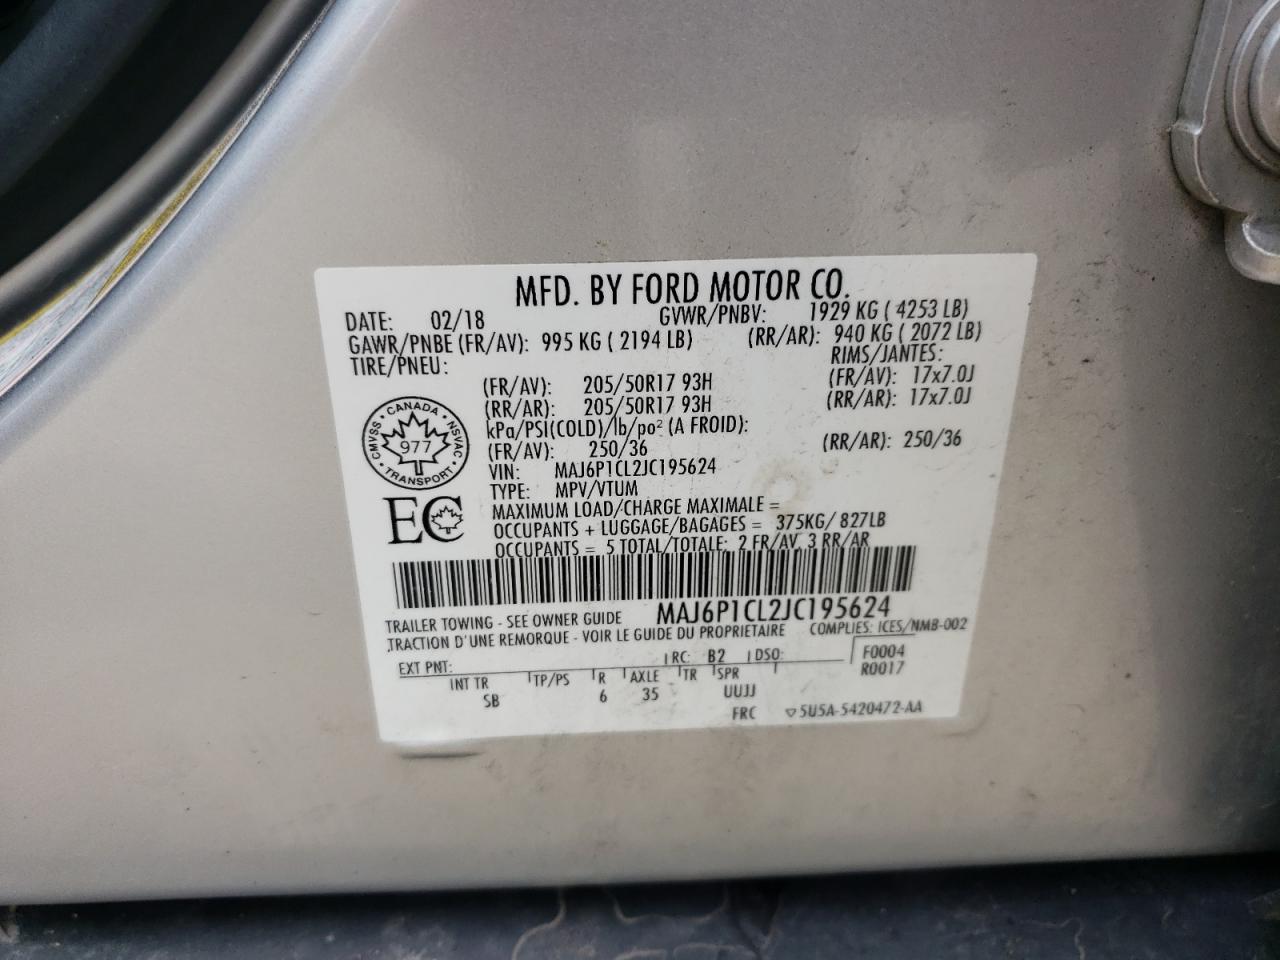 MFD. BY FORD MOTOR CO.
DATE: 02/18 GVWR/PNBV: 1929 KG ( 4253 LB)
GAWR/PNBE (FR/AV): 995 KG ( 2194 LB) (RR/AR): 940 KG ( 2072 LB)
TIRE/PNEU: RIMS/JANTES:
(FR/AV): 205/50R17 93H (FR/AV): 17x7.0J
(RR/AR): 205/50R17 93H (RR/AR): 17x7.0J
kPa/PSI(COLD)/lb/po² (A FROID):
(FR/AV): 250/36 (RR/AR): 250/36
VIN: MAJ6P1CL2JC195624
TYPE: MPV/VTUM
MAXIMUM LOAD/CHARGE MAXIMALE =
OCCUPANTS + LUGGAGE/BAGAGES = 375KG/ 827LB
OCCUPANTS = 5 TOTAL/TOTALE: 2 FR/AV, 3 RR/AR
CANADA
CMVSS 977 NSVAC
TRANSPORT
EC
MAJ6P1CL2JC195624
TRAILER TOWING - SEE OWNER GUIDE
TRACTION D'UNE REMORQUE - VOIR LE GUIDE DU PROPRIETAIRE COMPLIES: ICES/NMB-002
EXT PNT: RC: B2 DSO: F0004
R0017
INT TR TP/PS R AXLE TR SPR
SB 6 35 UUJJ
FRC ▽5U5A-5420472-AA